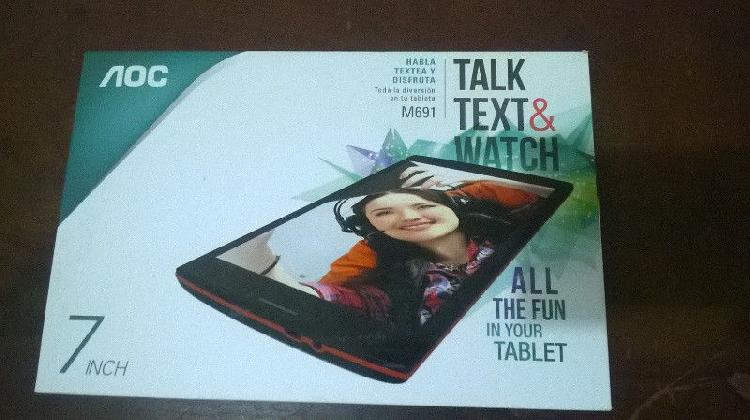 AOC
HABLA
TEXTEA Y
DISFRUTA
Toda la diversión
en tu tableta
M691
TALK
TEXT&
WATCH
ALL
THE FUN
IN YOUR
TABLET
7 INCH